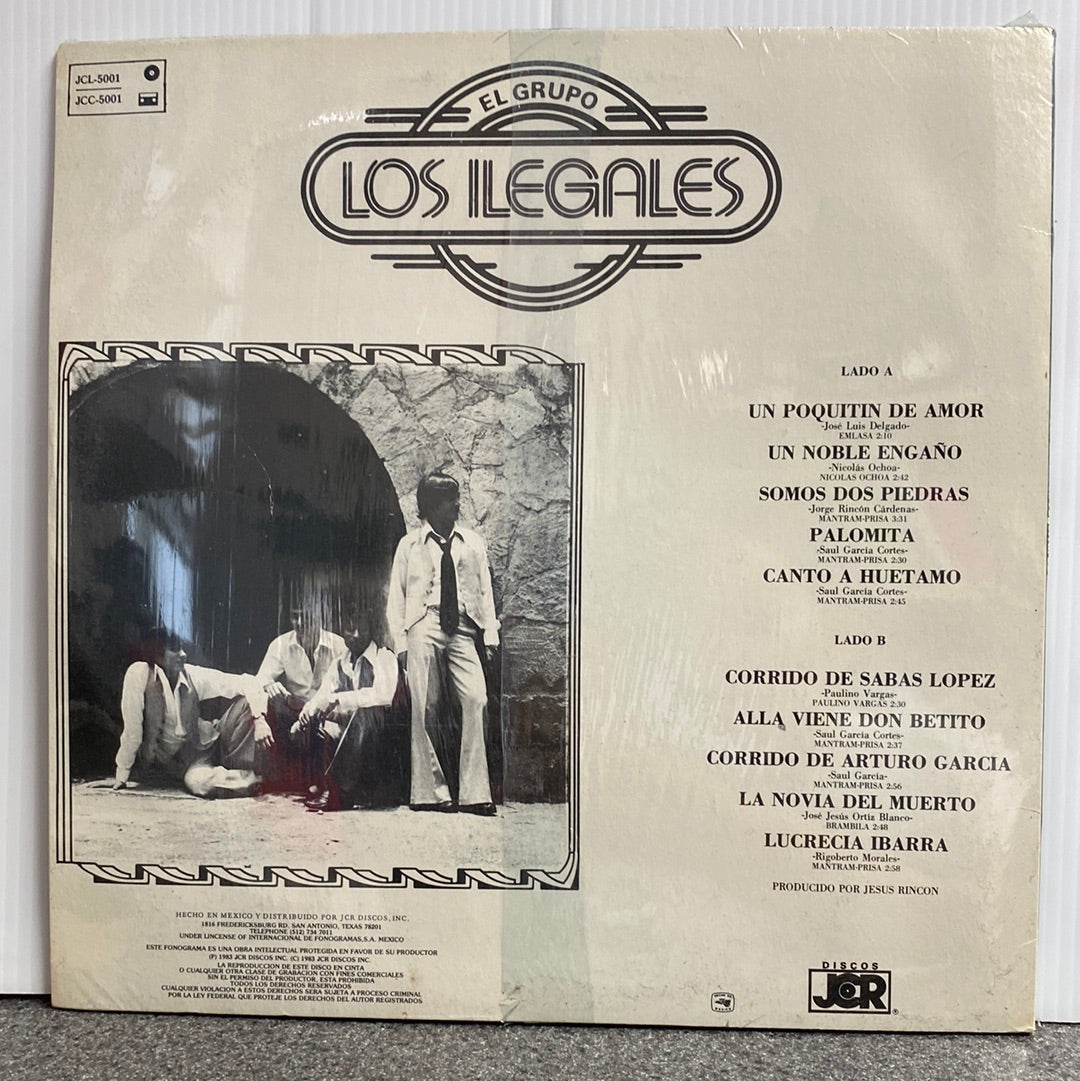 JCL-5001
JCC-5001
EL GRUPO
LOS ILEGALES
LADO A
UN POQUITIN DE AMOR
-José Luis Delgado-
EMLASA 2:10
UN NOBLE ENGAÑO
-Nicolás Ochoa-
NICOLAS OCHOA 2:42
SOMOS DOS PIEDRAS
-Jorge Rincón Cárdenas-
MANTRAM-PRISA 3:31
PALOMITA
-Saul García Cortes-
MANTRAM-PRISA 2:30
CANTO A HUETAMO
-Saul García Cortes-
MANTRAM-PRISA 2:45
LADO B
CORRIDO DE SABAS LOPEZ
-Paulino Vargas-
PAULINO VARGAS 2:30
ALLA VIENE DON BETITO
-Saul García Cortes-
MANTRAM-PRISA 2:37
CORRIDO DE ARTURO GARCIA
-Saul García-
MANTRAM-PRISA 2:56
LA NOVIA DEL MUERTO
-José Jesús Ortiz Blanco-
BRAMBILA 2:48
LUCRECIA IBARRA
-Rigoberto Morales-
MANTRAM-PRISA 2:58
PRODUCIDO POR JESUS RINCON
HECHO EN MEXICO Y DISTRIBUIDO POR JCR DISCOS, INC.
1816 FREDERICKSBURG RD. SAN ANTONIO, TEXAS 78201
TELEPHONE (512) 734 7011
UNDER LINCENSE OF INTERNACIONAL DE FONOGRAMAS, S.A. MEXICO
ESTE FONOGRAMA ES UNA OBRA INTELECTUAL PROTEGIDA EN FAVOR DE SU PRODUCTOR
(P) 1983 JCR DISCOS INC. (C) 1983 JCR DISCOS INC.
LA REPRODUCCION DE ESTE DISCO EN CINTA
O CUALQUIER OTRA CLASE DE GRABACION CON FINES COMERCIALES
SIN EL PERMISO DEL PRODUCTOR, ESTA PROHIBIDA
TODOS LOS DERECHOS RESERVADOS
CUALQUIER VIOLACION A ESTOS DERECHOS SERA SUJETA A PROCESO CRIMINAL
POR LA LEY FEDERAL QUE PROTEJE LOS DERECHOS DEL AUTOR REGISTRADOS
HECHO EN
MEXICO
DISCOS
JCR
®